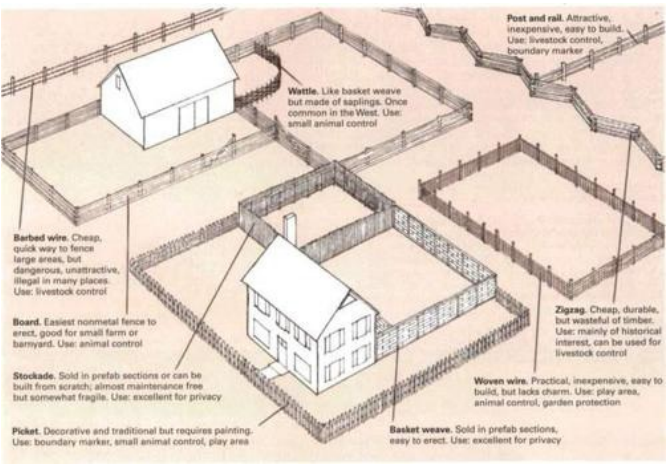 Post and rail. Attractive,
inexpensive, easy to build.
Use: livestock control,
boundary marker
Wattle. Like basket weave
but made of saplings. Once
common in the West. Use:
small animal control
Barbed wire. Cheap,
quick way to fence
large areas, but
dangerous, unattractive,
illegal in many places.
Use: livestock control
Board. Easiest nonmetal fence to
erect, good for small farm or
barnyard. Use: animal control
Zigzag. Cheap, durable,
but wasteful of timber.
Use: mainly of historical
interest, can be used for
livestock control
Stockade. Sold in prefab sections or can be
built from scratch; almost maintenance free
but somewhat fragile. Use: excellent for privacy
Woven wire. Practical, inexpensive, easy to
build, but lacks charm. Use: play area,
animal control, garden protection
Picket. Decorative and traditional but requires painting.
Use: boundary marker, small animal control, play area
Basket weave. Sold in prefab sections,
easy to erect. Use: excellent for privacy